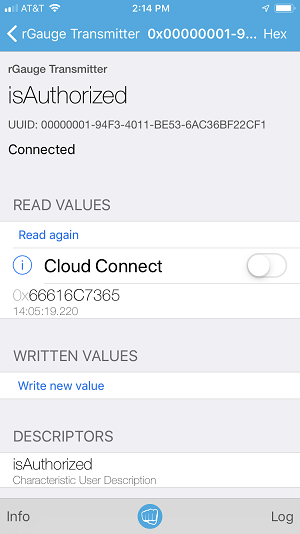 AT&T 2:14 PM
rGauge Transmitter 0x00000001-9... Hex
rGauge Transmitter
isAuthorized
UUID: 00000001-94F3-4011-BE53-6AC36BF22CF1
Connected
READ VALUES
Read again
Cloud Connect
0x66616C7365
14:05:19.220
WRITTEN VALUES
Write new value
DESCRIPTORS
isAuthorized
Characteristic User Description
Info Log